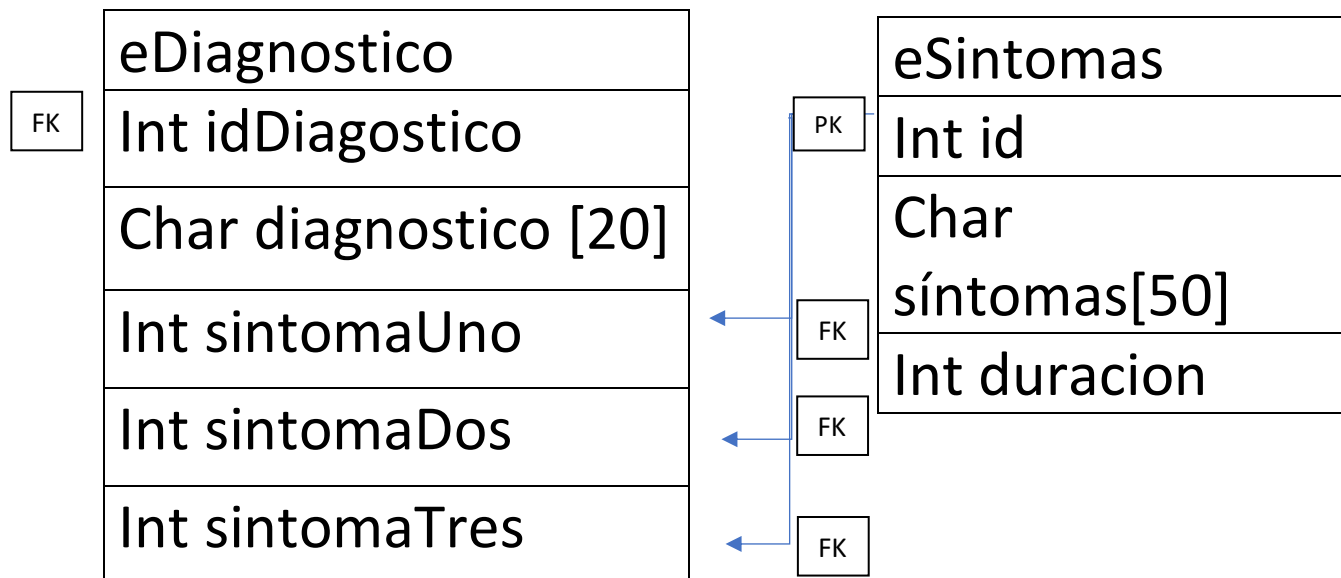 eDiagnostico
FK
Int idDiagostico
Char diagnostico [20]
Int sintomaUno
Int sintomaDos
Int sintomaTres
eSintomas
PK
Int id
Char
síntomas[50]
Int duracion
FK
FK
FK